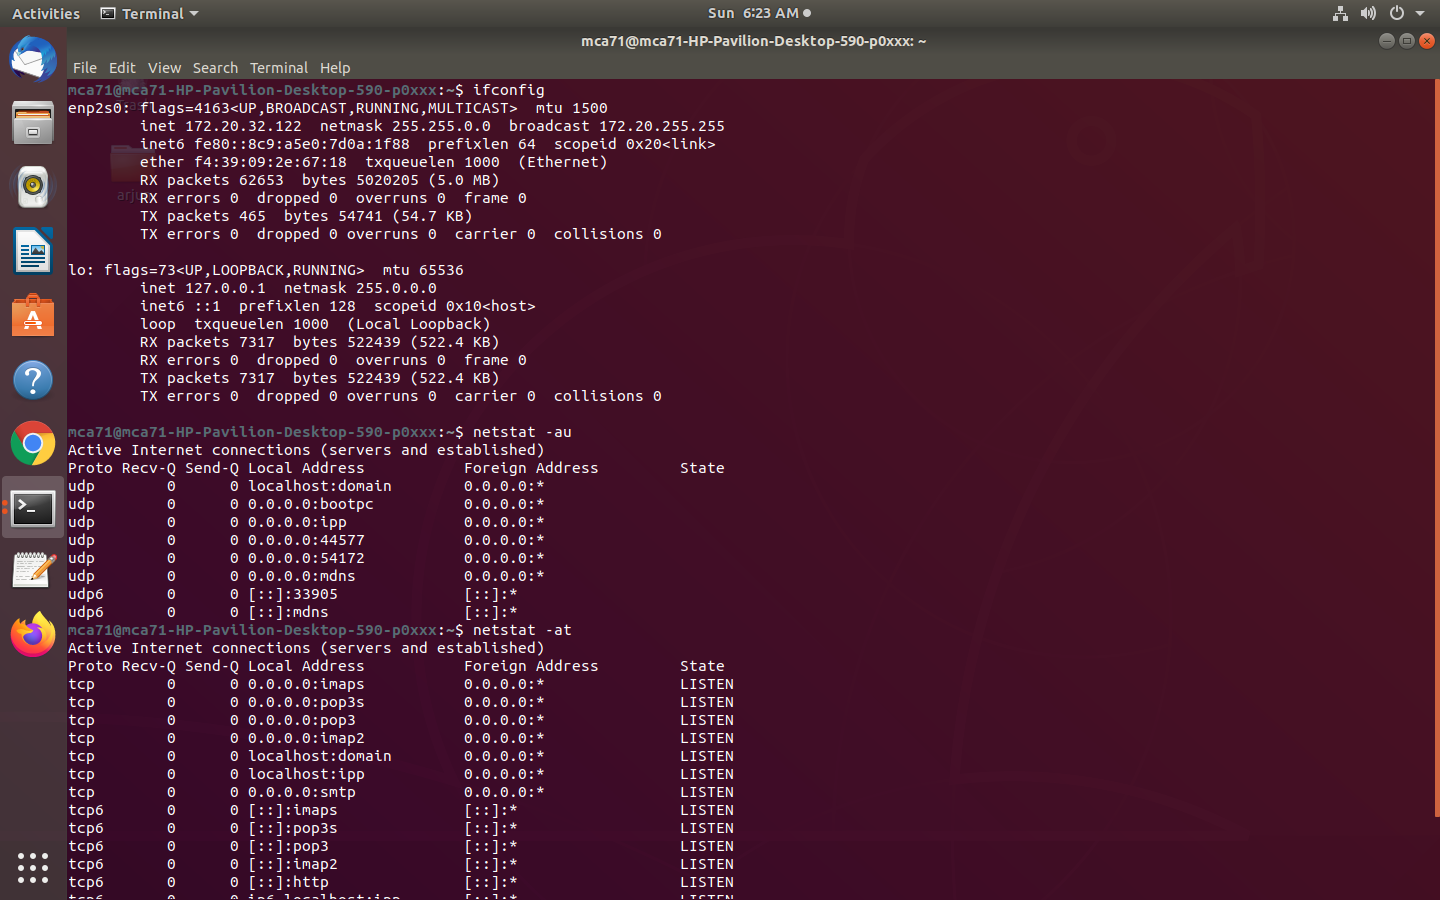 Activities Terminal Sun 6:23 AM
mca71@mca71-HP-Pavilion-Desktop-590-p0xxx: ~
File Edit View Search Terminal Help
mca71@mca71-HP-Pavilion-Desktop-590-p0xxx:~$ ifconfig
enp2s0: flags=4163<UP,BROADCAST,RUNNING,MULTICAST>  mtu 1500
        inet 172.20.32.122  netmask 255.255.0.0  broadcast 172.20.255.255
        inet6 fe80::8c9:a5e0:7d0a:1f88  prefixlen 64  scopeid 0x20<link>
        ether f4:39:09:2e:67:18  txqueuelen 1000  (Ethernet)
        RX packets 62653  bytes 5020205 (5.0 MB)
        RX errors 0  dropped 0  overruns 0  frame 0
        TX packets 465  bytes 54741 (54.7 KB)
        TX errors 0  dropped 0 overruns 0  carrier 0  collisions 0
lo: flags=73<UP,LOOPBACK,RUNNING>  mtu 65536
        inet 127.0.0.1  netmask 255.0.0.0
        inet6 ::1  prefixlen 128  scopeid 0x10<host>
        loop  txqueuelen 1000  (Local Loopback)
        RX packets 7317  bytes 522439 (522.4 KB)
        RX errors 0  dropped 0  overruns 0  frame 0
        TX packets 7317  bytes 522439 (522.4 KB)
        TX errors 0  dropped 0 overruns 0  carrier 0  collisions 0
mca71@mca71-HP-Pavilion-Desktop-590-p0xxx:~$ netstat -au
Active Internet connections (servers and established)
Proto Recv-Q Send-Q Local Address           Foreign Address         State
udp        0      0 localhost:domain        0.0.0.0:*
udp        0      0 0.0.0.0:bootpc          0.0.0.0:*
udp        0      0 0.0.0.0:ipp             0.0.0.0:*
udp        0      0 0.0.0.0:44577           0.0.0.0:*
udp        0      0 0.0.0.0:54172           0.0.0.0:*
udp        0      0 0.0.0.0:mdns            0.0.0.0:*
udp6       0      0 [::]:33905              [::]:*
udp6       0      0 [::]:mdns               [::]:*
mca71@mca71-HP-Pavilion-Desktop-590-p0xxx:~$ netstat -at
Active Internet connections (servers and established)
Proto Recv-Q Send-Q Local Address           Foreign Address         State
tcp        0      0 0.0.0.0:imaps           0.0.0.0:*               LISTEN
tcp        0      0 0.0.0.0:pop3s           0.0.0.0:*               LISTEN
tcp        0      0 0.0.0.0:pop3            0.0.0.0:*               LISTEN
tcp        0      0 0.0.0.0:imap2           0.0.0.0:*               LISTEN
tcp        0      0 localhost:domain        0.0.0.0:*               LISTEN
tcp        0      0 localhost:ipp           0.0.0.0:*               LISTEN
tcp        0      0 0.0.0.0:smtp            0.0.0.0:*               LISTEN
tcp6       0      0 [::]:imaps              [::]:*                  LISTEN
tcp6       0      0 [::]:pop3s              [::]:*                  LISTEN
tcp6       0      0 [::]:pop3               [::]:*                  LISTEN
tcp6       0      0 [::]:imap2              [::]:*                  LISTEN
tcp6       0      0 [::]:http               [::]:*                  LISTEN
tcp6       0      0 ip6-localhost:ipp       [::]:*                  LISTEN